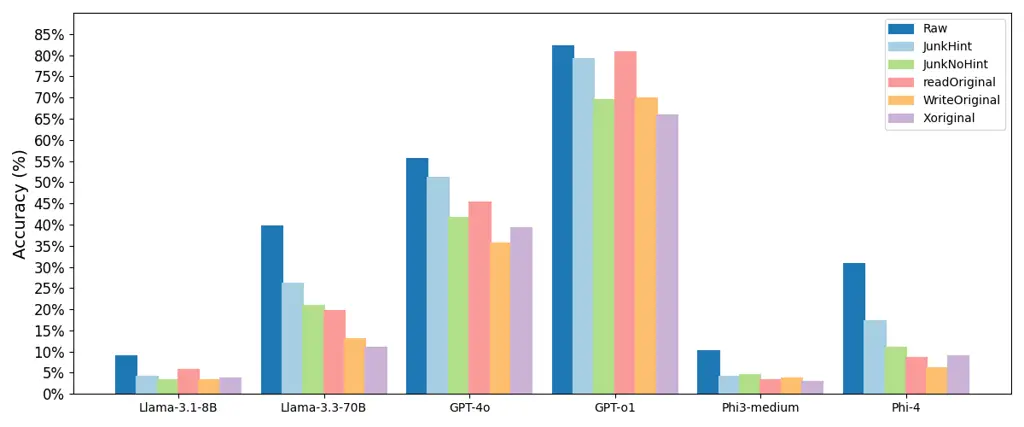 85%
80%
75%
70%
65%
60%
55%
50%
45%
40%
35%
30%
25%
20%
15%
10%
5%
0%
Accuracy (%)
Raw
JunkHint
JunkNoHint
readOriginal
WriteOriginal
Xoriginal
Llama-3.1-8B
Llama-3.3-70B
GPT-4o
GPT-o1
Phi3-medium
Phi-4